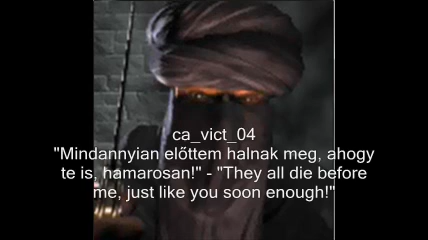 ca_vict_04
"Mindannyian előttem halnak meg, ahogy
te is, hamarosan!" - "They all die before
me, just like you soon enough!"